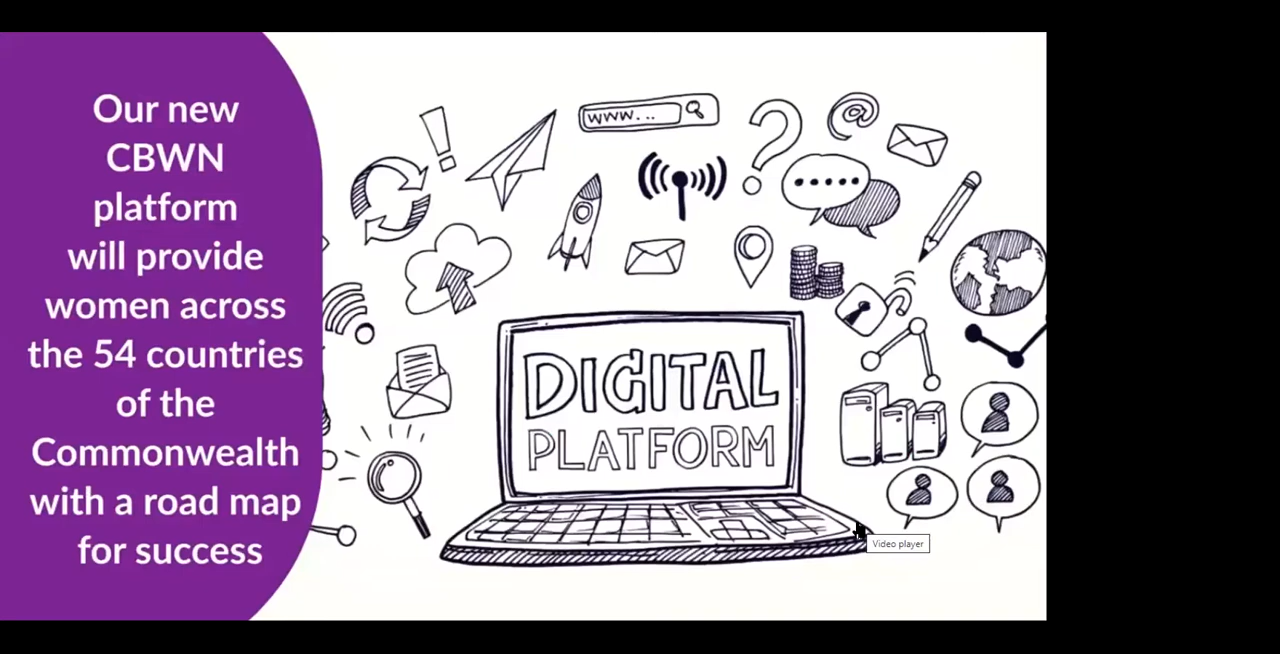 Our new
CBWN
platform
will provide
women across
the 54 countries
of the
Commonwealth
with a road map
for success
www...
DIGITAL
PLATFORM
Video player